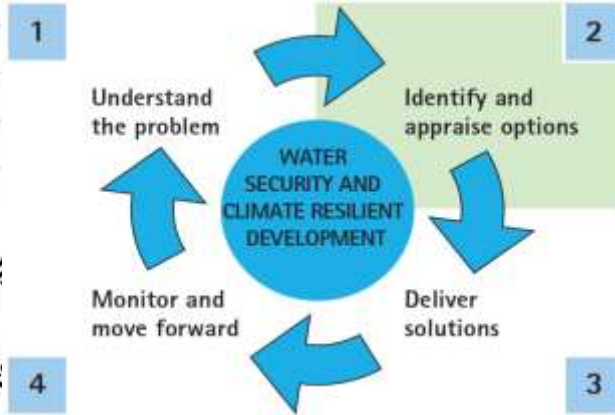 1
2
Understand
the problem
Identify and
appraise options
WATER
SECURITY AND
CLIMATE RESILIENT
DEVELOPMENT
Monitor and
move forward
Deliver
solutions
4
3